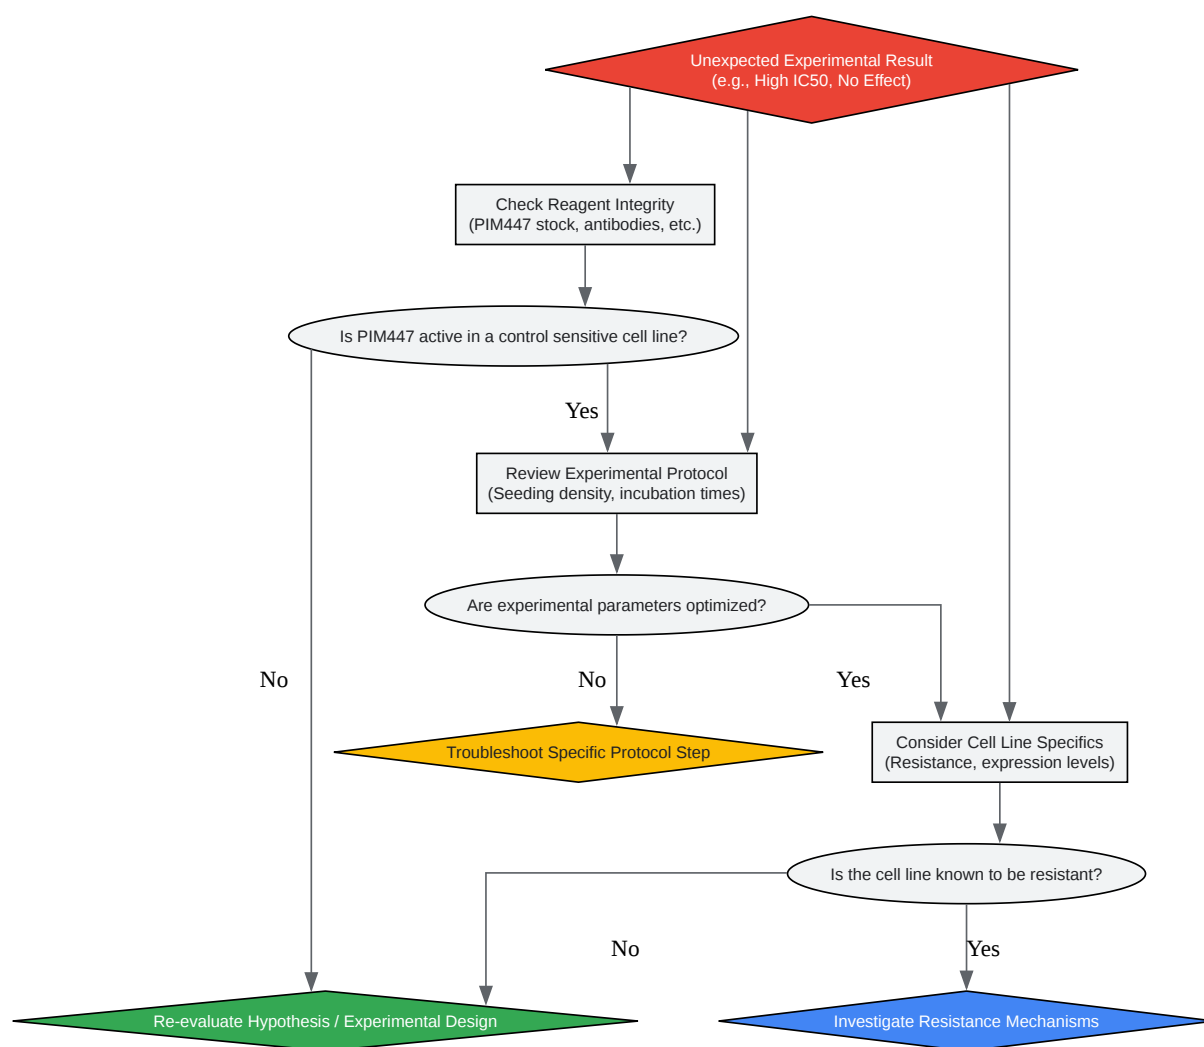 Unexpected Experimental Result
(e.g., High IC50, No Effect)
Check Reagent Integrity
(PIM447 stock, antibodies, etc.)
Is PIM447 active in a control sensitive cell line?
Yes
Review Experimental Protocol
(Seeding density, incubation times)
Are experimental parameters optimized?
No
No
Yes
Troubleshoot Specific Protocol Step
Consider Cell Line Specifics
(Resistance, expression levels)
Is the cell line known to be resistant?
No
Yes
Re-evaluate Hypothesis / Experimental Design
Investigate Resistance Mechanisms